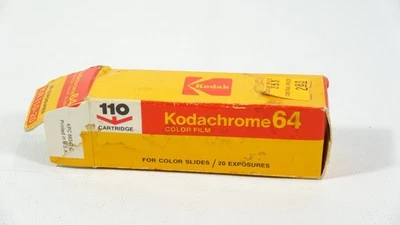 Kodak
110
CARTRIDGE
Kodachrome 64
COLOR FILM
FOR COLOR SLIDES / 20 EXPOSURES